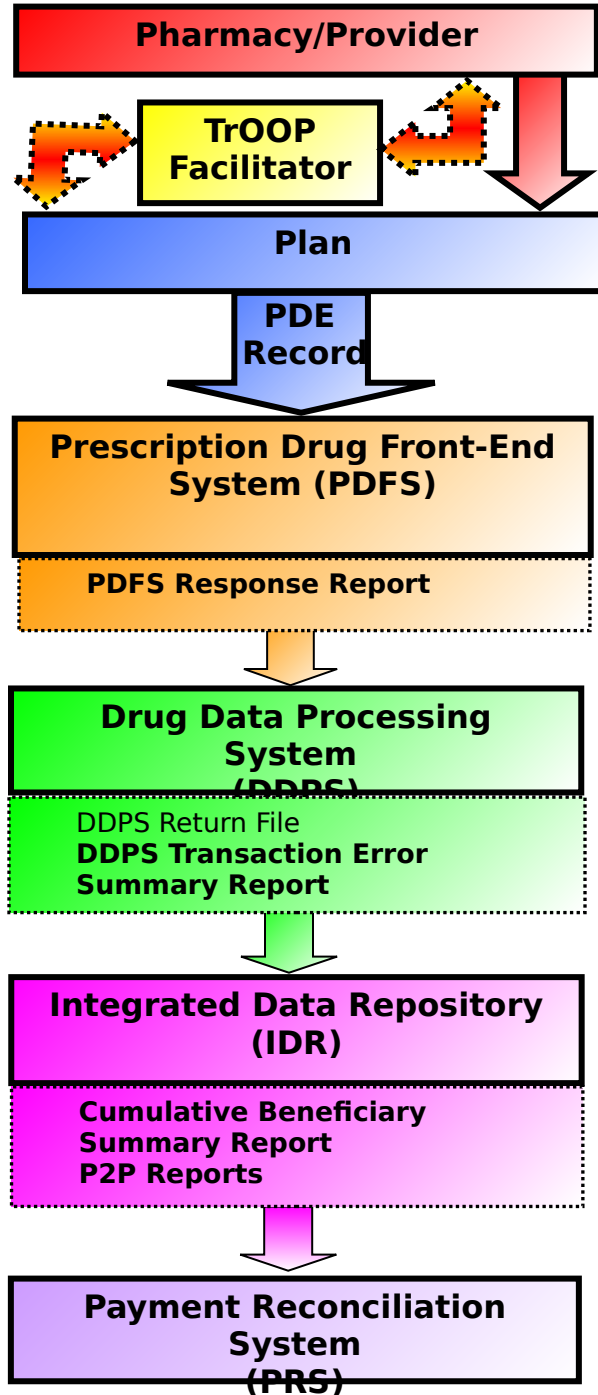 Pharmacy/Provider
TrOOP
Facilitator
Plan
PDE
Record
Prescription Drug Front-End
System (PDFS)
PDFS Response Report
Drug Data Processing
System
(DDPS)
DDPS Return File
DDPS Transaction Error
Summary Report
Integrated Data Repository
(IDR)
Cumulative Beneficiary
Summary Report
P2P Reports
Payment Reconciliation
System
(PRS)